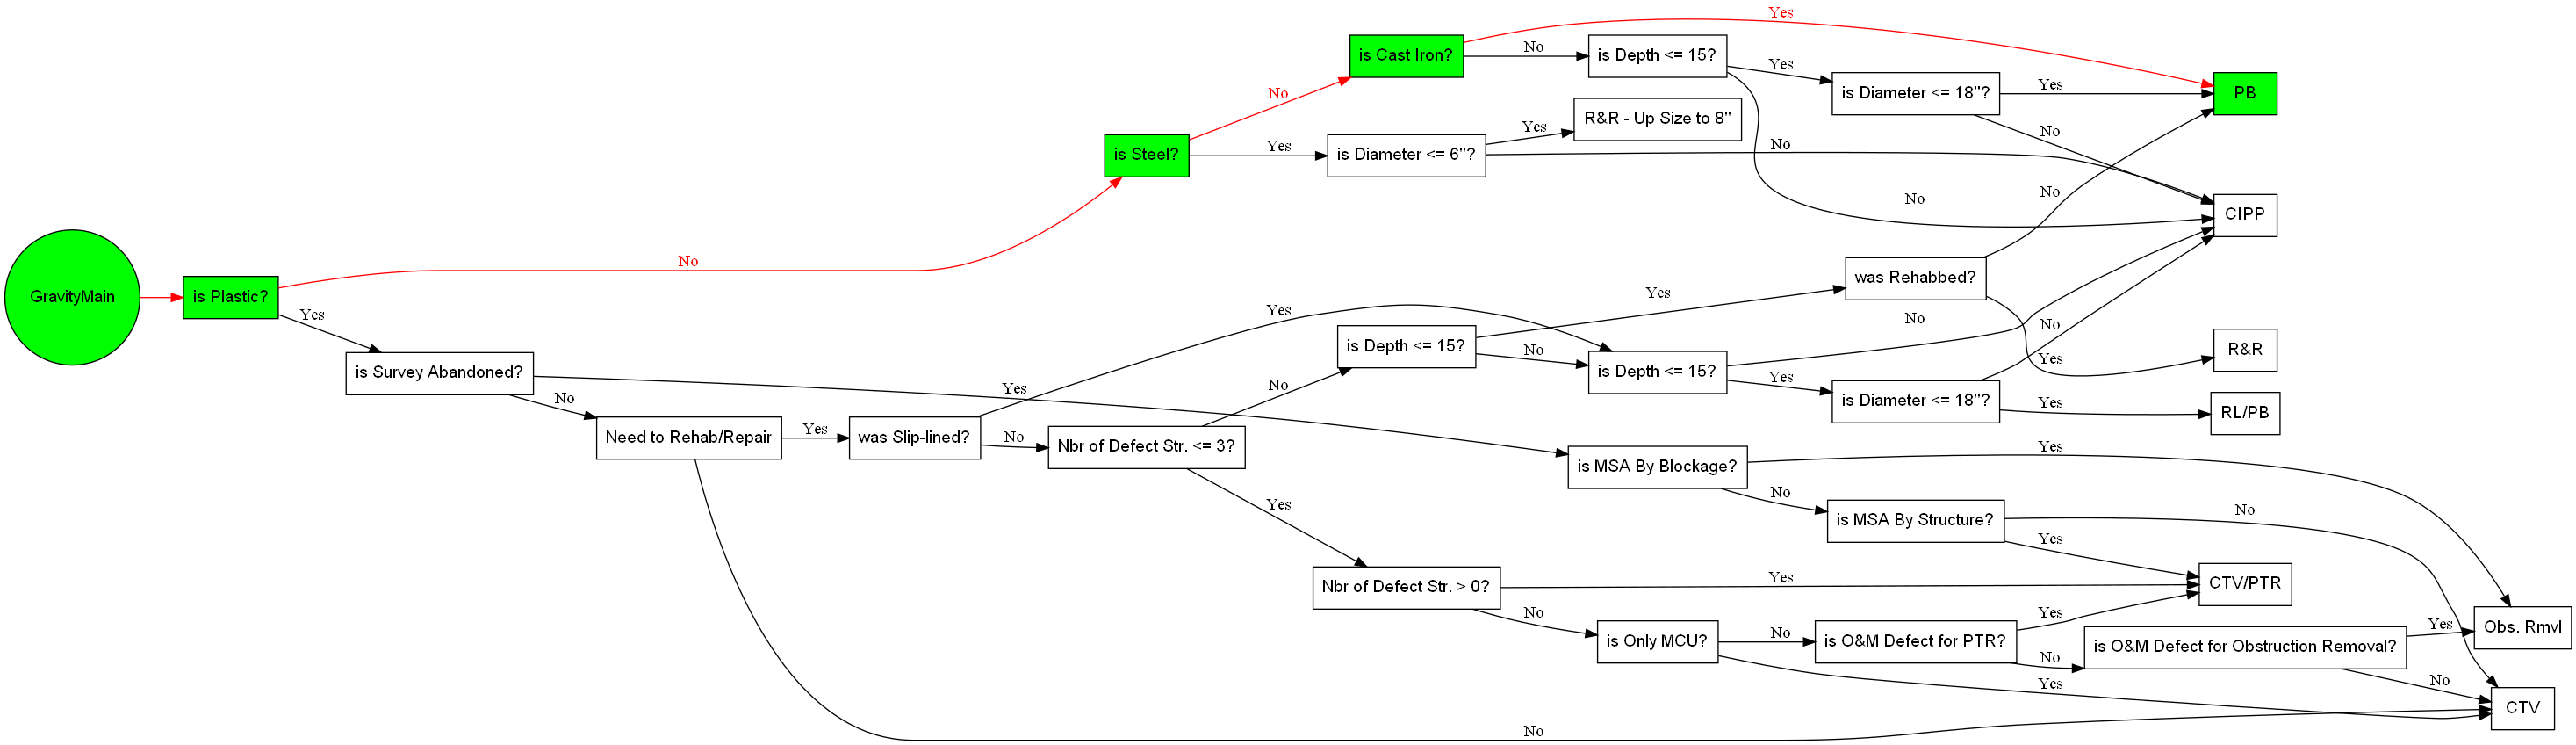 Yes
is Cast Iron?
No
is Depth <= 15?
Yes
is Diameter <= 18"?
Yes
PB
No
No
R&R - Up Size to 8"
Yes
is Steel?
Yes
is Diameter <= 6"?
No
No
No
No
CIPP
was Rehabbed?
No
GravityMain
is Plastic?
Yes
Yes
Yes
No
No
is Depth <= 15?
No
Yes
R&R
is Survey Abandoned?
Yes
No
is Depth <= 15?
Yes
is Diameter <= 18"?
Yes
RL/PB
No
Need to Rehab/Repair
Yes
was Slip-lined?
No
Nbr of Defect Str. <= 3?
Yes
is MSA By Blockage?
Yes
No
is MSA By Structure?
No
Yes
Nbr of Defect Str. > 0?
Yes
CTV/PTR
No
is Only MCU?
No
is O&M Defect for PTR?
Yes
No
is O&M Defect for Obstruction Removal?
Yes
Obs. Rmvl
Yes
No
CTV
No